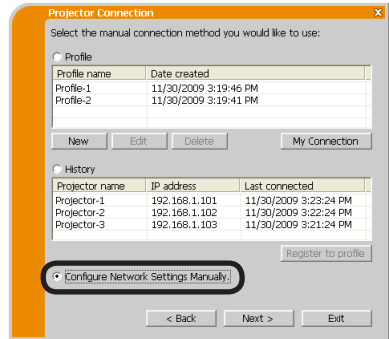 Projector Connection
X
Select the manual connection method you would like to use:
Profile
Profile name Date created
Profile-1 11/30/2009 3:19:46 PM
Profile-2 11/30/2009 3:19:41 PM
New Edit Delete My Connection
History
Projector name IP address Last connected
Projector-1 192.168.1.101 11/30/2009 3:23:24 PM
Projector-2 192.168.1.102 11/30/2009 3:22:24 PM
Projector-3 192.168.1.103 11/30/2009 3:21:24 PM
Register to profile
Configure Network Settings Manually.
< Back Next > Exit